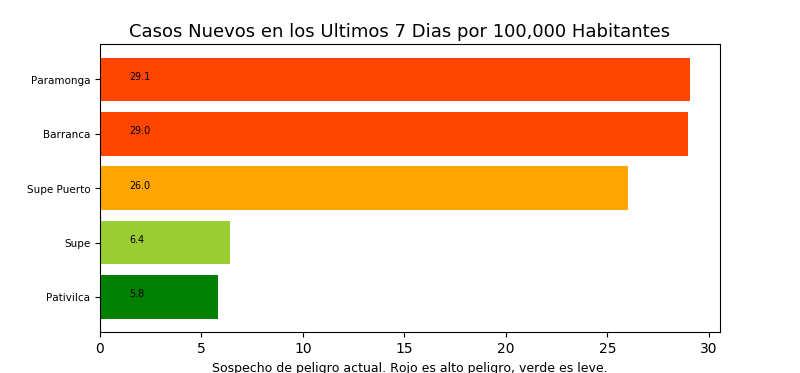 Casos Nuevos en los Ultimos 7 Dias por 100,000 Habitantes
Paramonga 29.1
Barranca 29.0
Supe Puerto 26.0
Supe 6.4
Pativilca 5.8
0 5 10 15 20 25 30
Sospecho de peligro actual. Rojo es alto peligro, verde es leve.